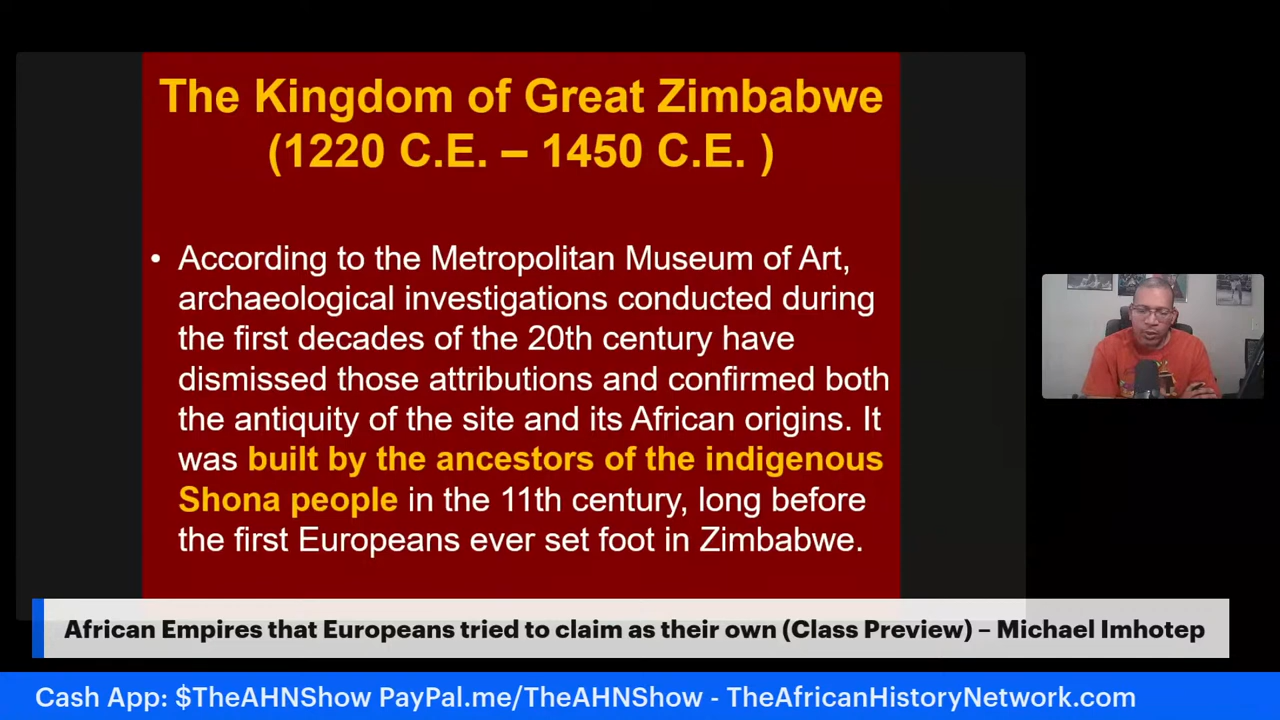 The Kingdom of Great Zimbabwe
(1220 C.E. – 1450 C.E. )
• According to the Metropolitan Museum of Art,
archaeological investigations conducted during
the first decades of the 20th century have
dismissed those attributions and confirmed both
the antiquity of the site and its African origins. It
was built by the ancestors of the indigenous
Shona people in the 11th century, long before
the first Europeans ever set foot in Zimbabwe.
African Empires that Europeans tried to claim as their own (Class Preview) – Michael Imhotep
Cash App: $TheAHNShow PayPal.me/TheAHNShow - TheAfricanHistoryNetwork.com